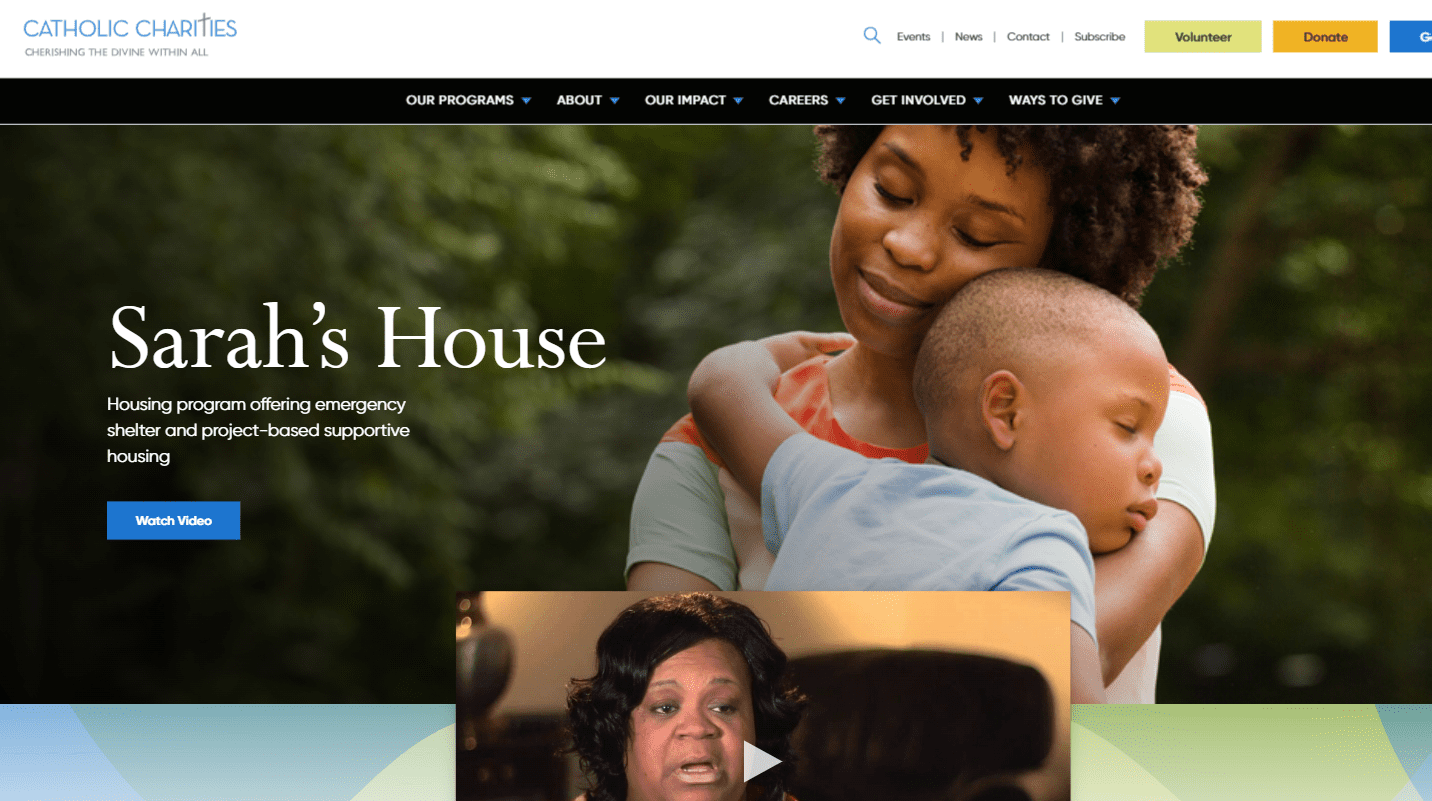 CATHOLIC CHARITIES
CHERISHING THE DIVINE WITHIN ALL
Events | News | Contact | Subscribe
Volunteer
Donate
OUR PROGRAMS
ABOUT
OUR IMPACT
CAREERS
GET INVOLVED
WAYS TO GIVE
Sarah's House
Housing program offering emergency
shelter and project-based supportive
housing
Watch Video